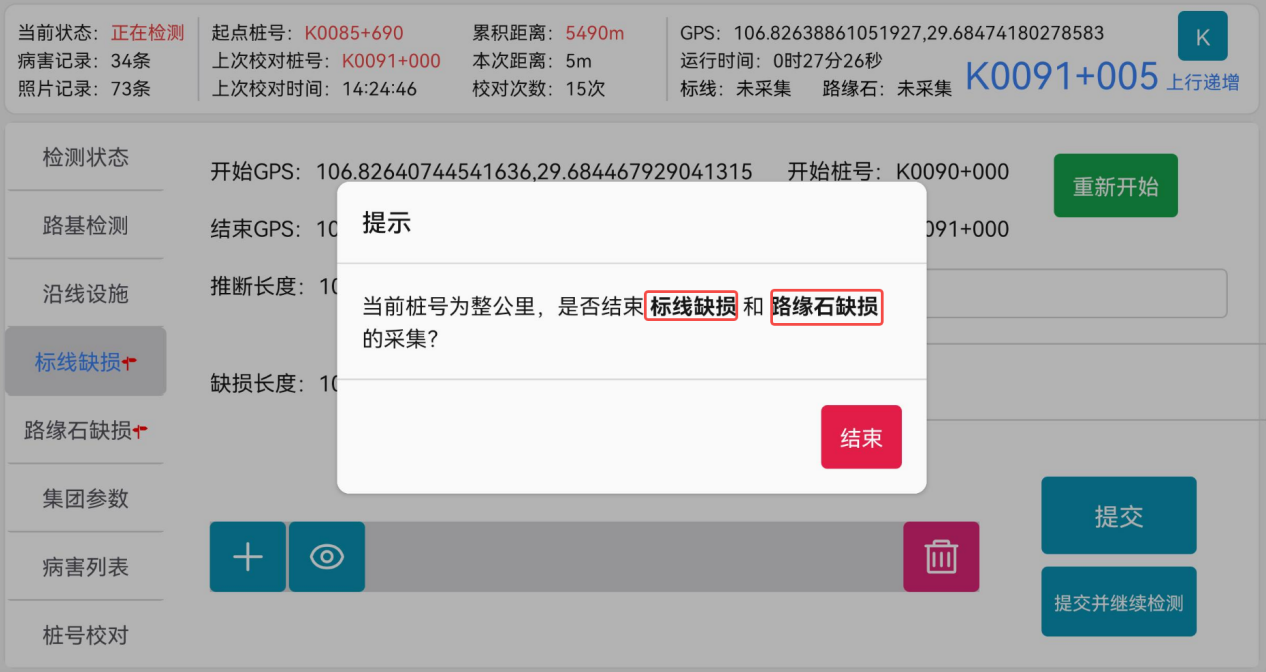 当前状态：正在检测
病害记录：34条
照片记录：73条
起点桩号：K0085+690
上次校对桩号：K0091+000
上次校对时间：14:24:46
累积距离：5490m
本次距离：5m
校对次数：15次
GPS：106.82638861051927,29.68474180278583
运行时间：0时27分26秒
标线：未采集 路缘石：未采集
K
K0091+005 上行递增
检测状态
路基检测
沿线设施
标线缺损
路缘石缺损
集团参数
病害列表
桩号校对
开始GPS：106.82640744541636,29.684467929041315 开始桩号：K0090+000
重新开始
结束GPS：10
091+000
推断长度：10
缺损长度：10
提示
当前桩号为整公里，是否结束 标线缺损 和 路缘石缺损
的采集？
结束
提交
提交并继续检测